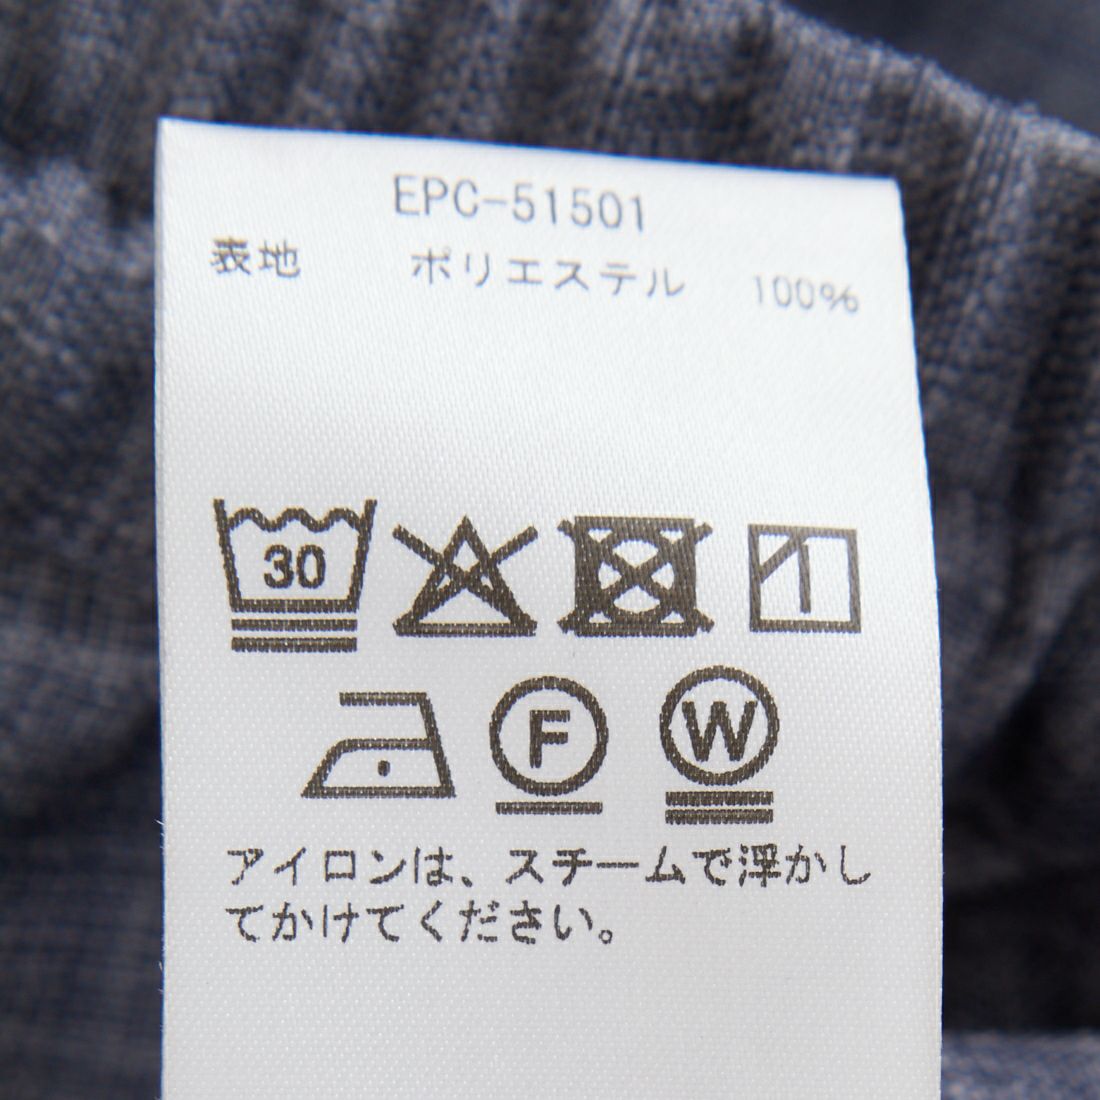 EPC-51501
表地 ポリエステル 100%
30
F W
アイロンは、スチームで浮かし
てかけてください。